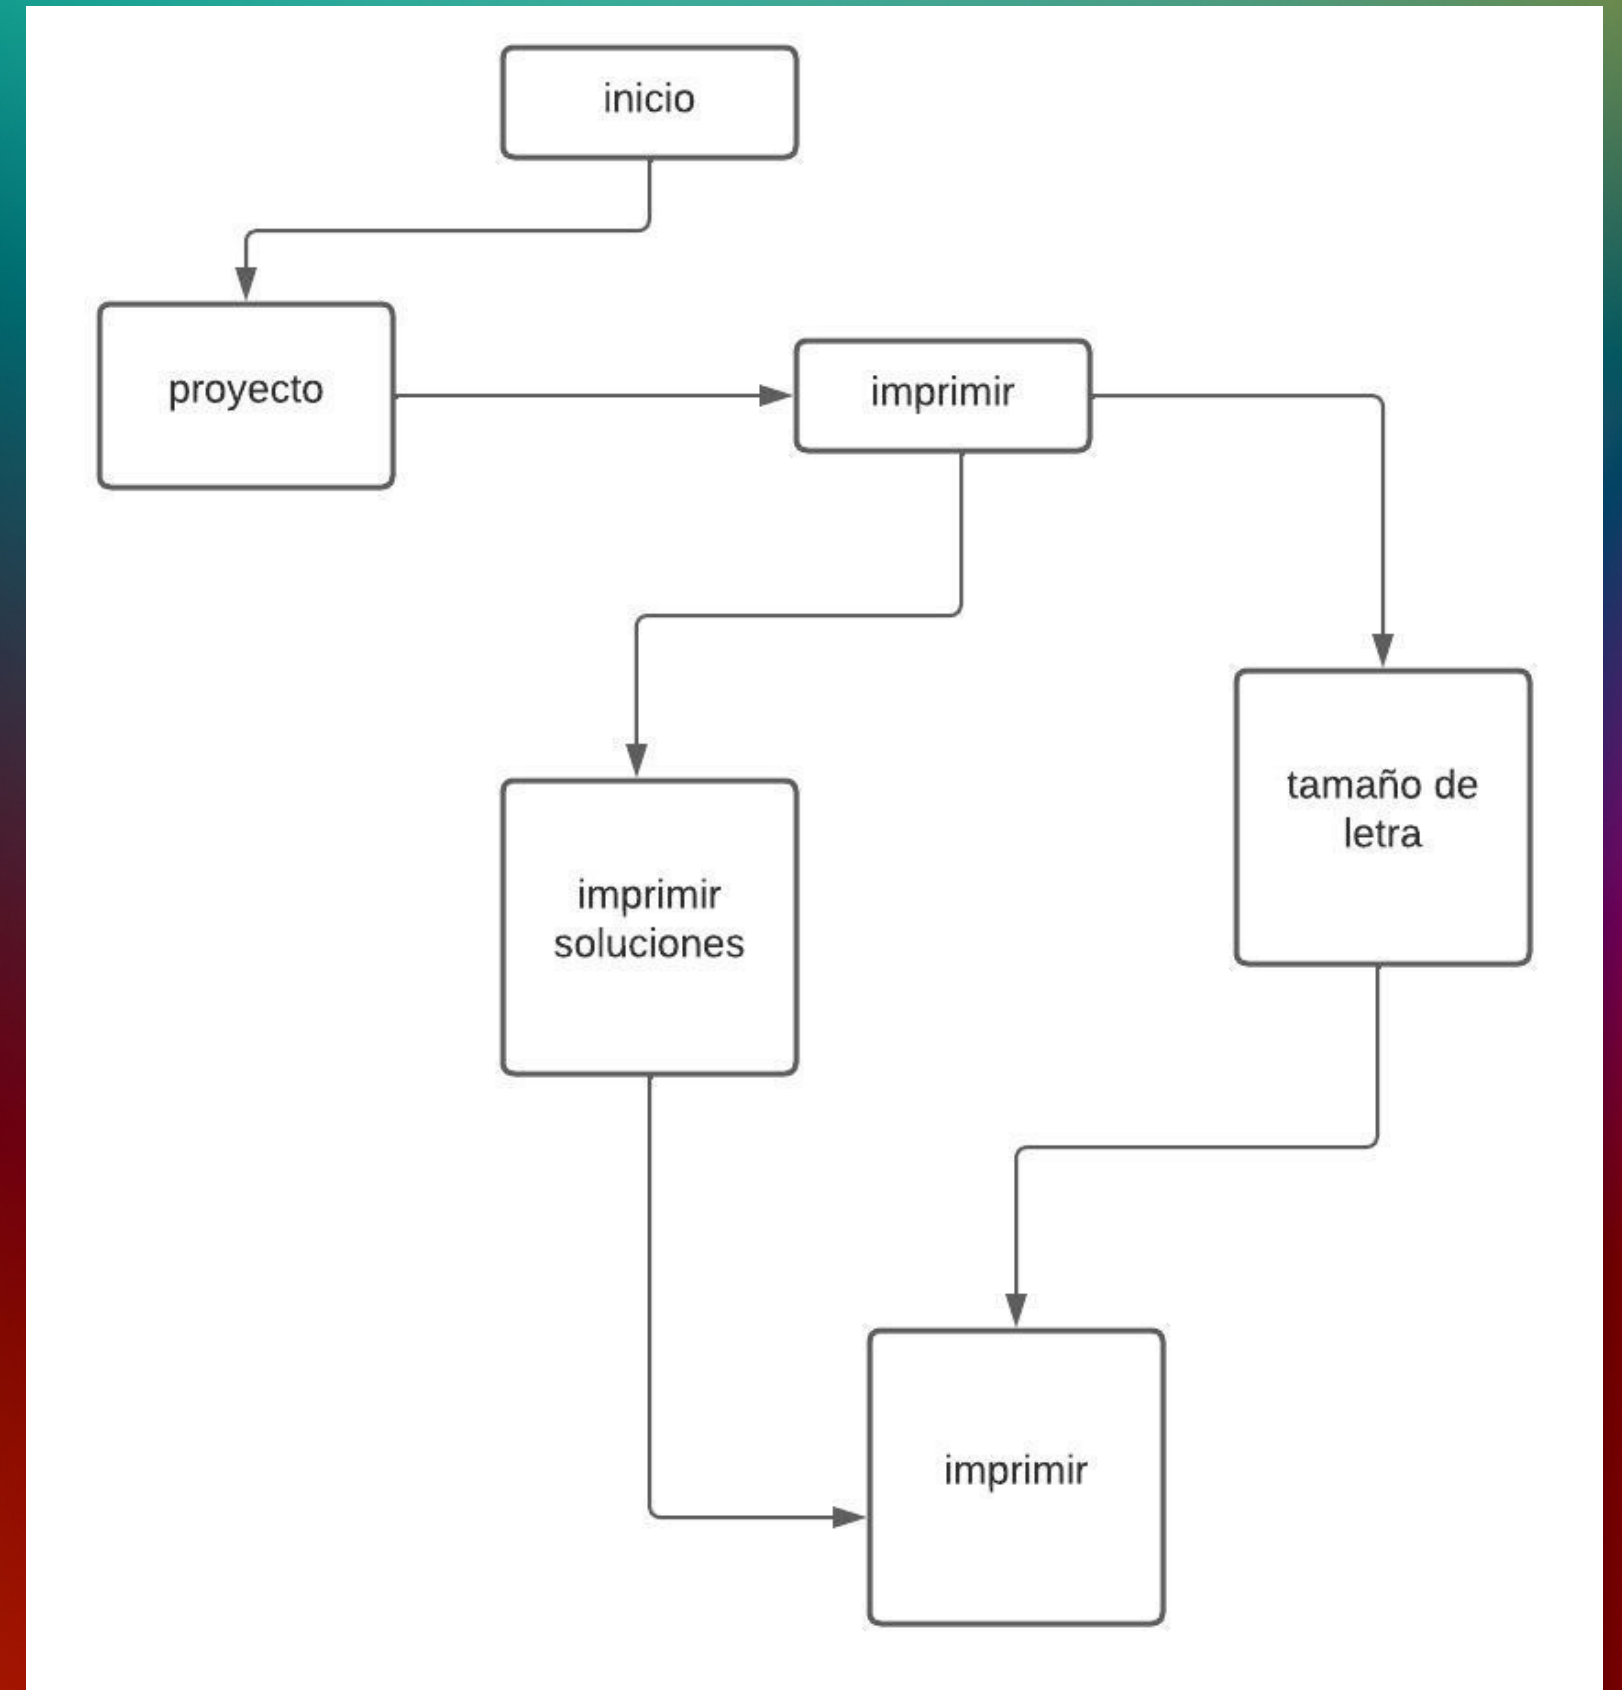 inicio
proyecto
imprimir
tamaño de
letra
imprimir
soluciones
imprimir